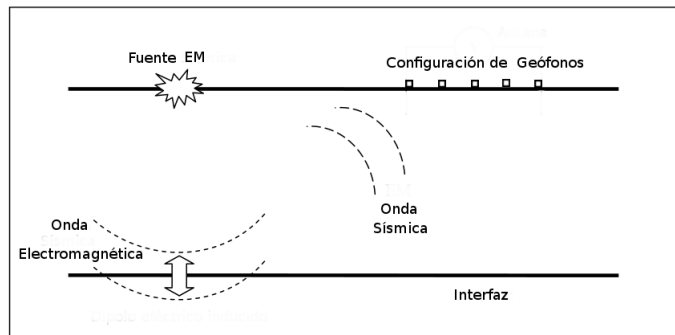 Fuente EM
Configuración de Geófonos
Onda
Sísmica
Onda
Electromagnética
Interfaz